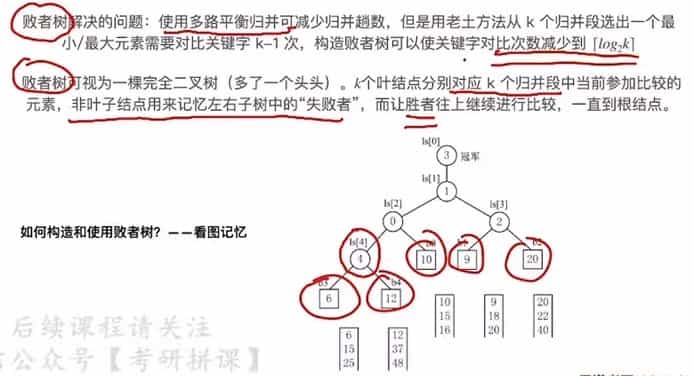 败者树解决的问题：使用多路平衡归并可减少归并趟数，但是用老土方法从 k 个归并段选出一个最
小/最大元素需要对比关键字 k–1 次，构造败者树可以使关键字对比次数减少到 ⌈log₂k⌉
败者树可视为一棵完全二叉树（多了一个头头）。k个叶结点分别对应 k 个归并段中当前参加比较的
元素，非叶子结点用来记忆左右子树中的“失败者”，而让胜者往上继续进行比较，一直到根结点。
ls[0]
3 冠军
ls[1]
1
ls[2] ls[3]
0 2
如何构造和使用败者树？——看图记忆
ls[4] b0 b1 b2
4 10 9 20
b3 b4
6 12
10 9 20
15 18 22
16 20 40
6 12
15 37
25 48
后续课程请关注
公众号【考研拼课】